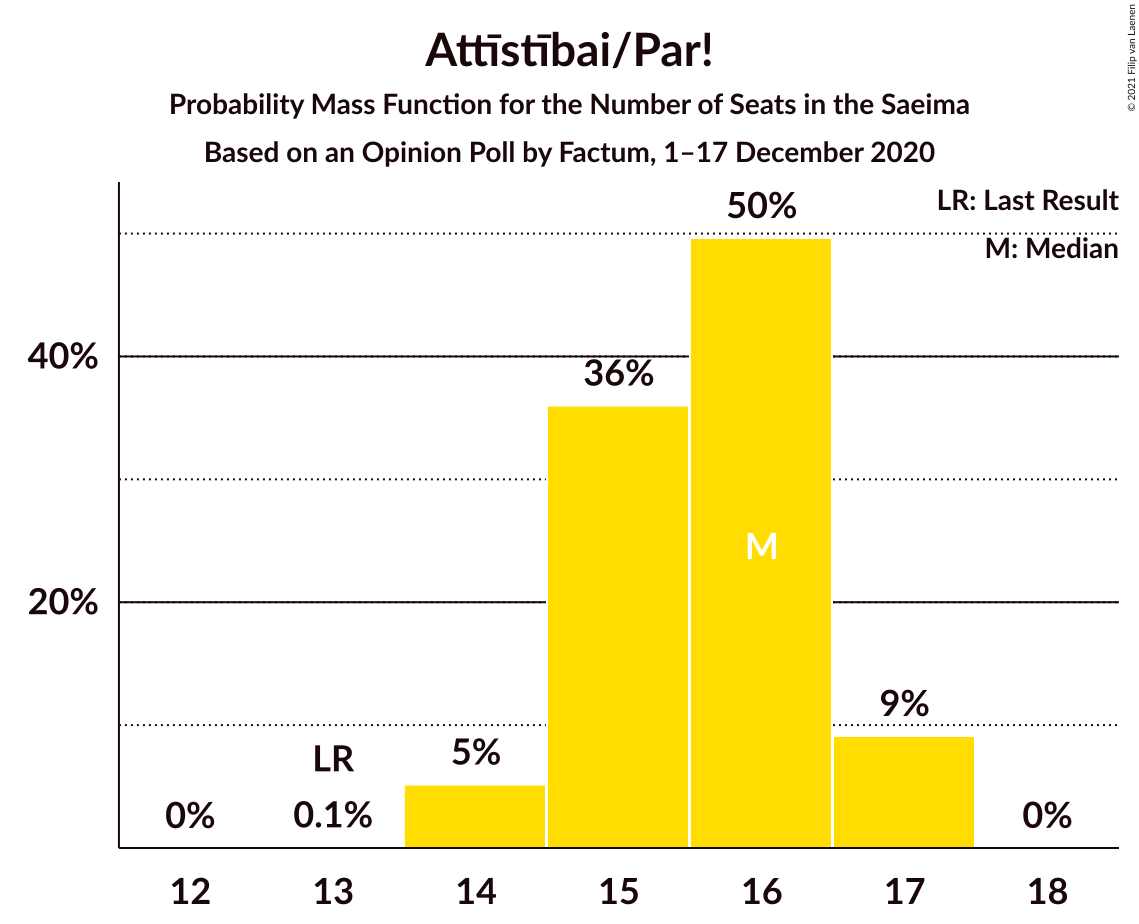 Attīstībai/Par!
Probability Mass Function for the Number of Seats in the Saeima
Based on an Opinion Poll by Factum, 1–17 December 2020
© 2021 Filip van Laenen
LR: Last Result
M: Median
50%
40%
36%
M
20%
9%
LR
5%
0%
0.1%
0%
12 13 14 15 16 17 18